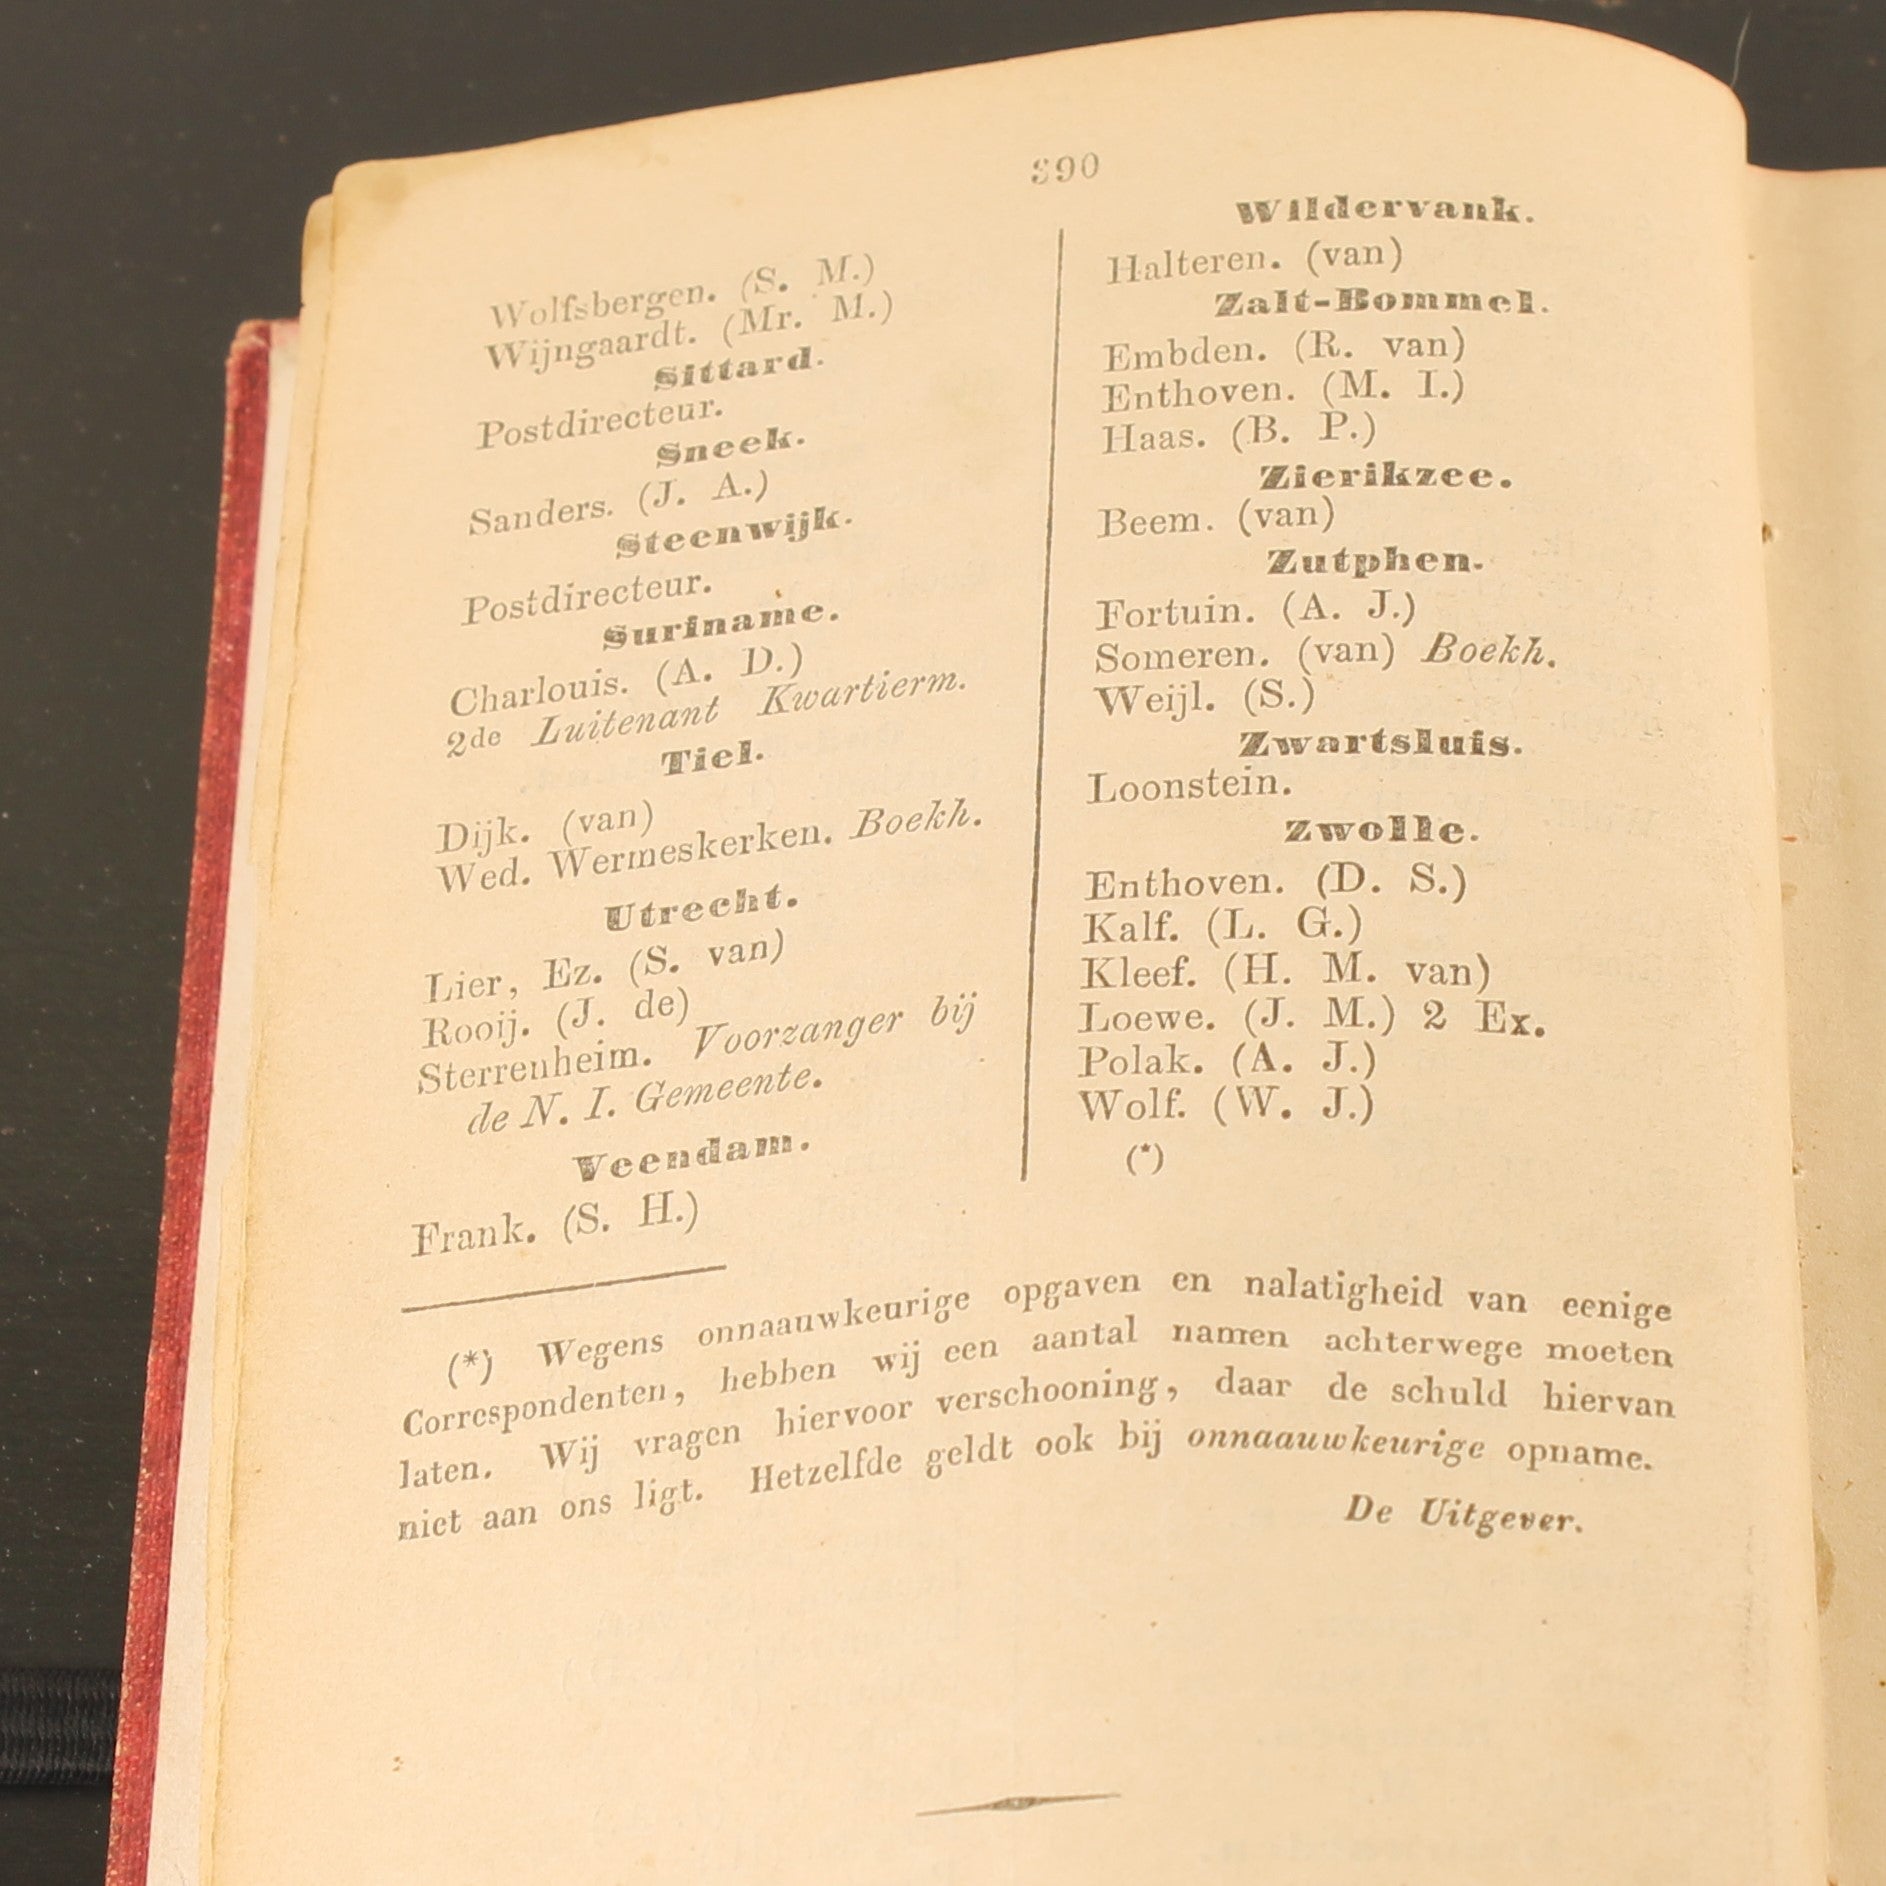 390
Wolfsbergen. (S. M.)
Wijngaardt. (Mr. M.)
Sittard.
Postdirecteur.
Sneek.
Sanders. (J. A.)
Steenwijk.
Postdirecteur.
Suriname.
Charlouis. (A. D.)
2de Luitenant Kwartierm.
Tiel.
Dijk. (van)
Wed. Wermeskerken. Boekh.
Utrecht.
Lier, Ez. (S. van)
Rooij. (J. de)
Sterrenheim. Voorzanger bij
de N. I. Gemeente.
Veendam.
Frank. (S. H.)
Wildervank.
Halteren. (van)
Zalt-Bommel.
Embden. (R. van)
Enthoven. (M. I.)
Haas. (B. P.)
Zierikzee.
Beem. (van)
Zutphen.
Fortuin. (A. J.)
Someren. (van) Boekh.
Weijl. (S.)
Zwartsluis.
Loonstein.
Zwolle.
Enthoven. (D. S.)
Kalf. (L. G.)
Kleef. (H. M. van)
Loewe. (J. M.) 2 Ex.
Polak. (A. J.)
Wolf. (W. J.)
(*)
(*) Wegens onnaauwkeurige opgaven en nalatigheid van eenige
Correspondenten, hebben wij een aantal namen achterwege moeten
laten. Wij vragen hiervoor verschooning, daar de schuld hiervan
niet aan ons ligt. Hetzelfde geldt ook bij onnaauwkeurige opname.
De Uitgever.